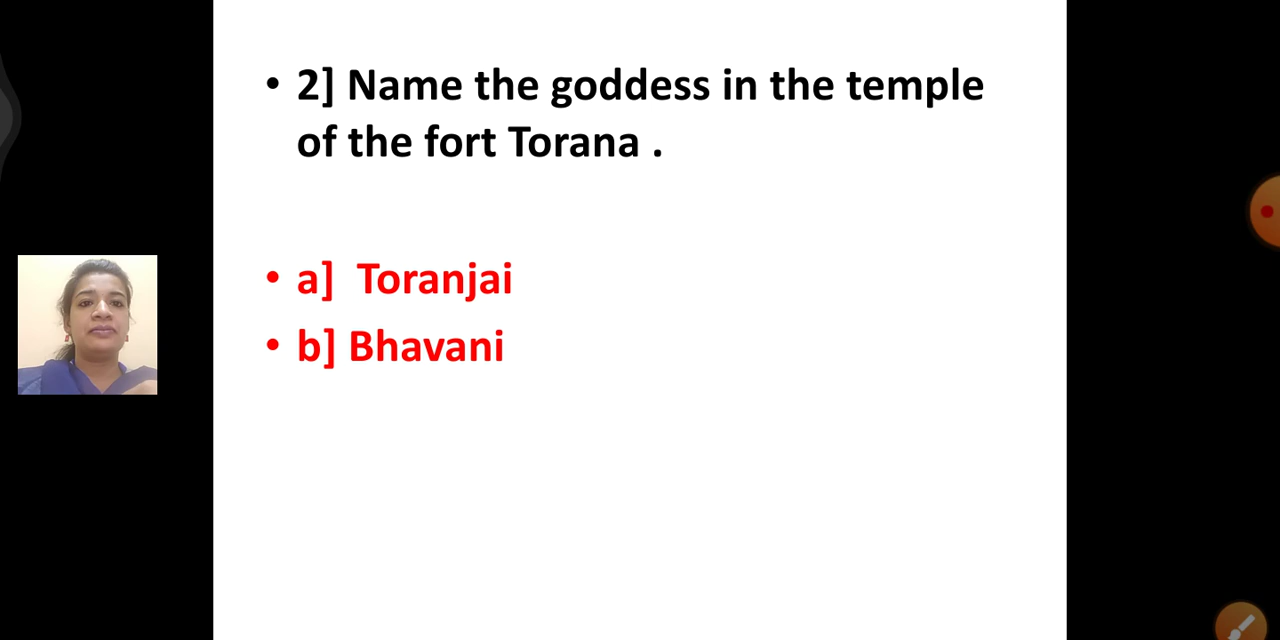 • 2] Name the goddess in the temple
of the fort Torana .
• a]  Toranjai
• b] Bhavani